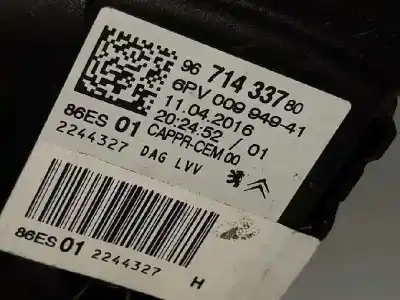 96 714 337 80
6PV 009 949-41
11.04.2016
20:24:52 / 01
CAPPR-CEM 00
86ES 01
2244327 DAG LVV
86ES 01 2244327 H